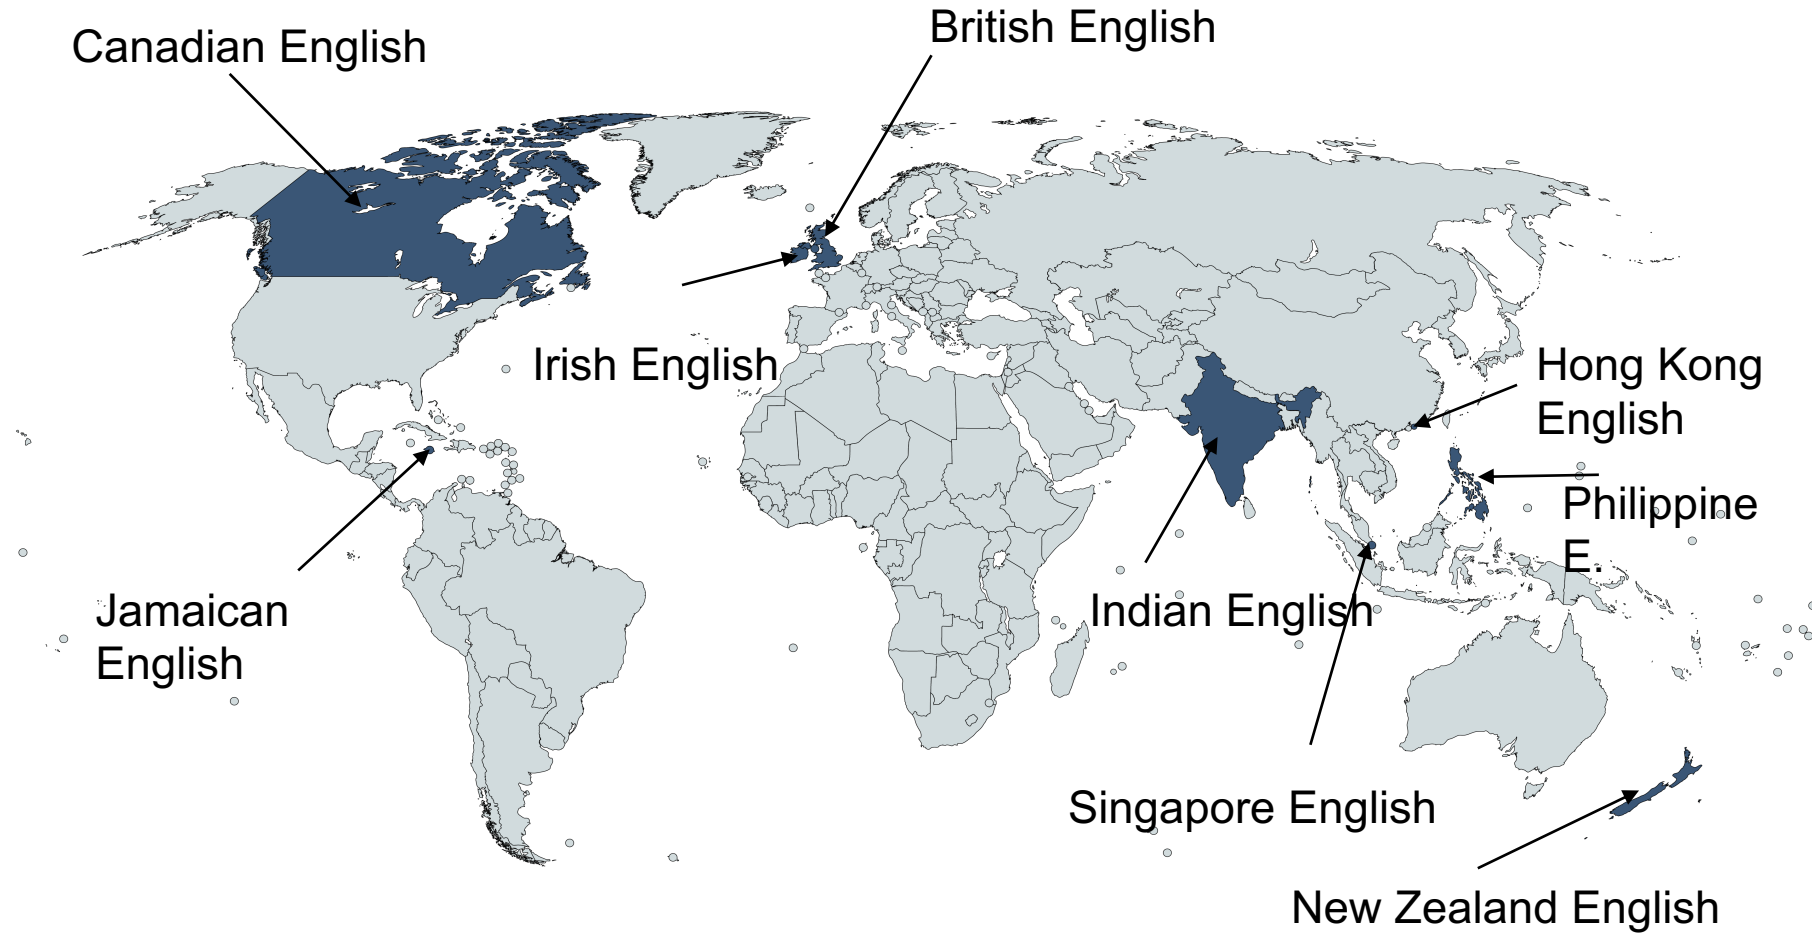 British English
Canadian English
Irish English
Hong Kong
English
Philippine
E.
Jamaican
English
Indian English
Singapore English
New Zealand English